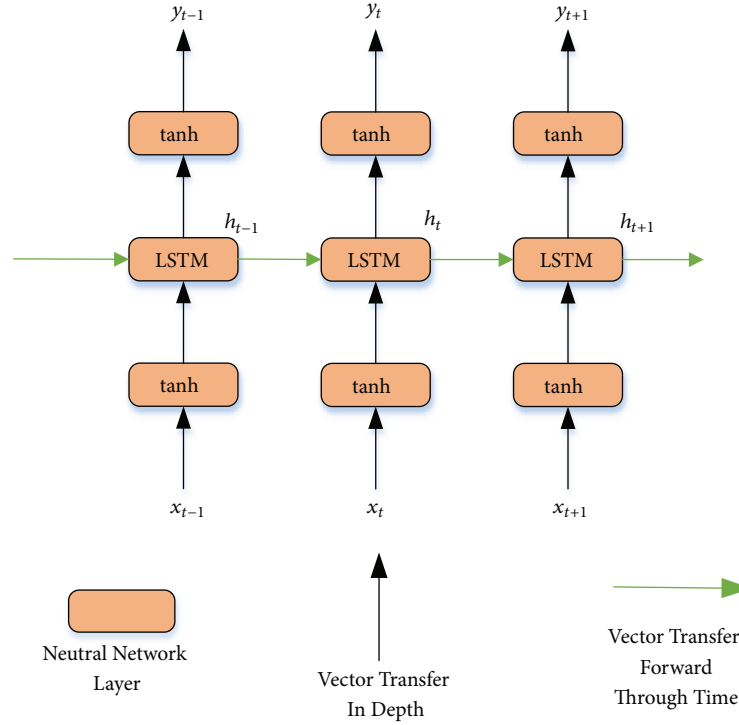 y_{t−1} y_t y_{t+1}
tanh tanh tanh
h_{t−1} h_t h_{t+1}
LSTM LSTM LSTM
tanh tanh tanh
x_{t−1} x_t x_{t+1}
Neutral Network
Layer
Vector Transfer
In Depth
Vector Transfer
Forward
Through Time